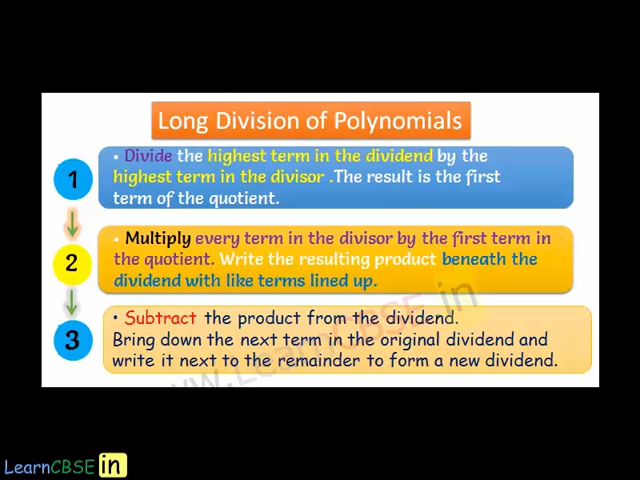 Long Division of Polynomials
1
• Divide the highest term in the dividend by the
highest term in the divisor .The result is the first
term of the quotient.
2
• Multiply every term in the divisor by the first term in
the quotient. Write the resulting product beneath the
dividend with like terms lined up.
3
• Subtract the product from the dividend.
Bring down the next term in the original dividend and
write it next to the remainder to form a new dividend.
www.LearnCBSE.in
LearnCBSE in